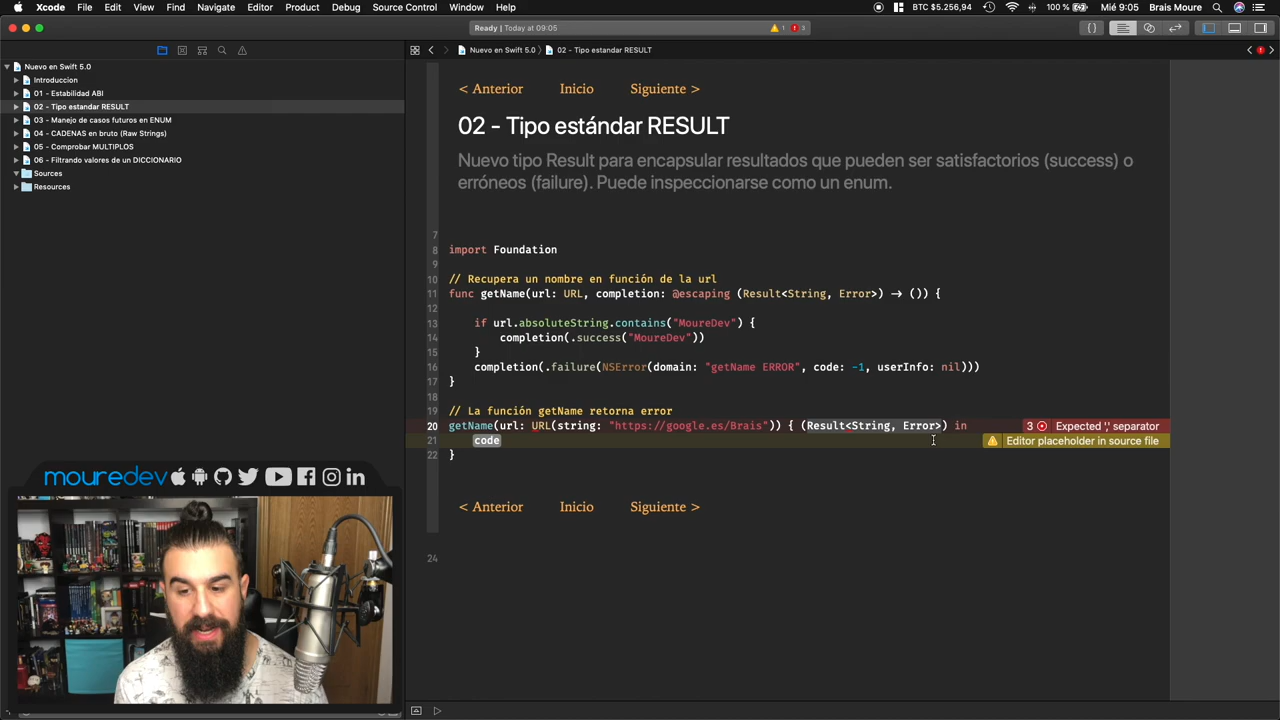 Xcode File Edit View Find Navigate Editor Product Debug Source Control Window Help BTC $5.256,94 100 % Mié 9:05 Brais Moure
Ready | Today at 09:05 1 3
Nuevo en Swift 5.0 02 - Tipo estandar RESULT
Nuevo en Swift 5.0
Introduccion
01 - Estabilidad ABI
02 - Tipo estandar RESULT
03 - Manejo de casos futuros en ENUM
04 - CADENAS en bruto (Raw Strings)
05 - Comprobar MULTIPLOS
06 - Filtrando valores de un DICCIONARIO
Sources
Resources
< Anterior Inicio Siguiente >
02 - Tipo estándar RESULT
Nuevo tipo Result para encapsular resultados que pueden ser satisfactorios (success) o
erróneos (failure). Puede inspeccionarse como un enum.
7
8 import Foundation
9
10 // Recupera un nombre en función de la url
11 func getName(url: URL, completion: @escaping (Result<String, Error>) -> ()) {
12
13 if url.absoluteString.contains("MoureDev") {
14 completion(.success("MoureDev"))
15 }
16 completion(.failure(NSError(domain: "getName ERROR", code: -1, userInfo: nil)))
17 }
18
19 // La función getName retorna error
20 getName(url: URL(string: "https://google.es/Brais")) { (Result<String, Error>) in 3 Expected ',' separator
21 code Editor placeholder in source file
22 }
< Anterior Inicio Siguiente >
24
mouredev